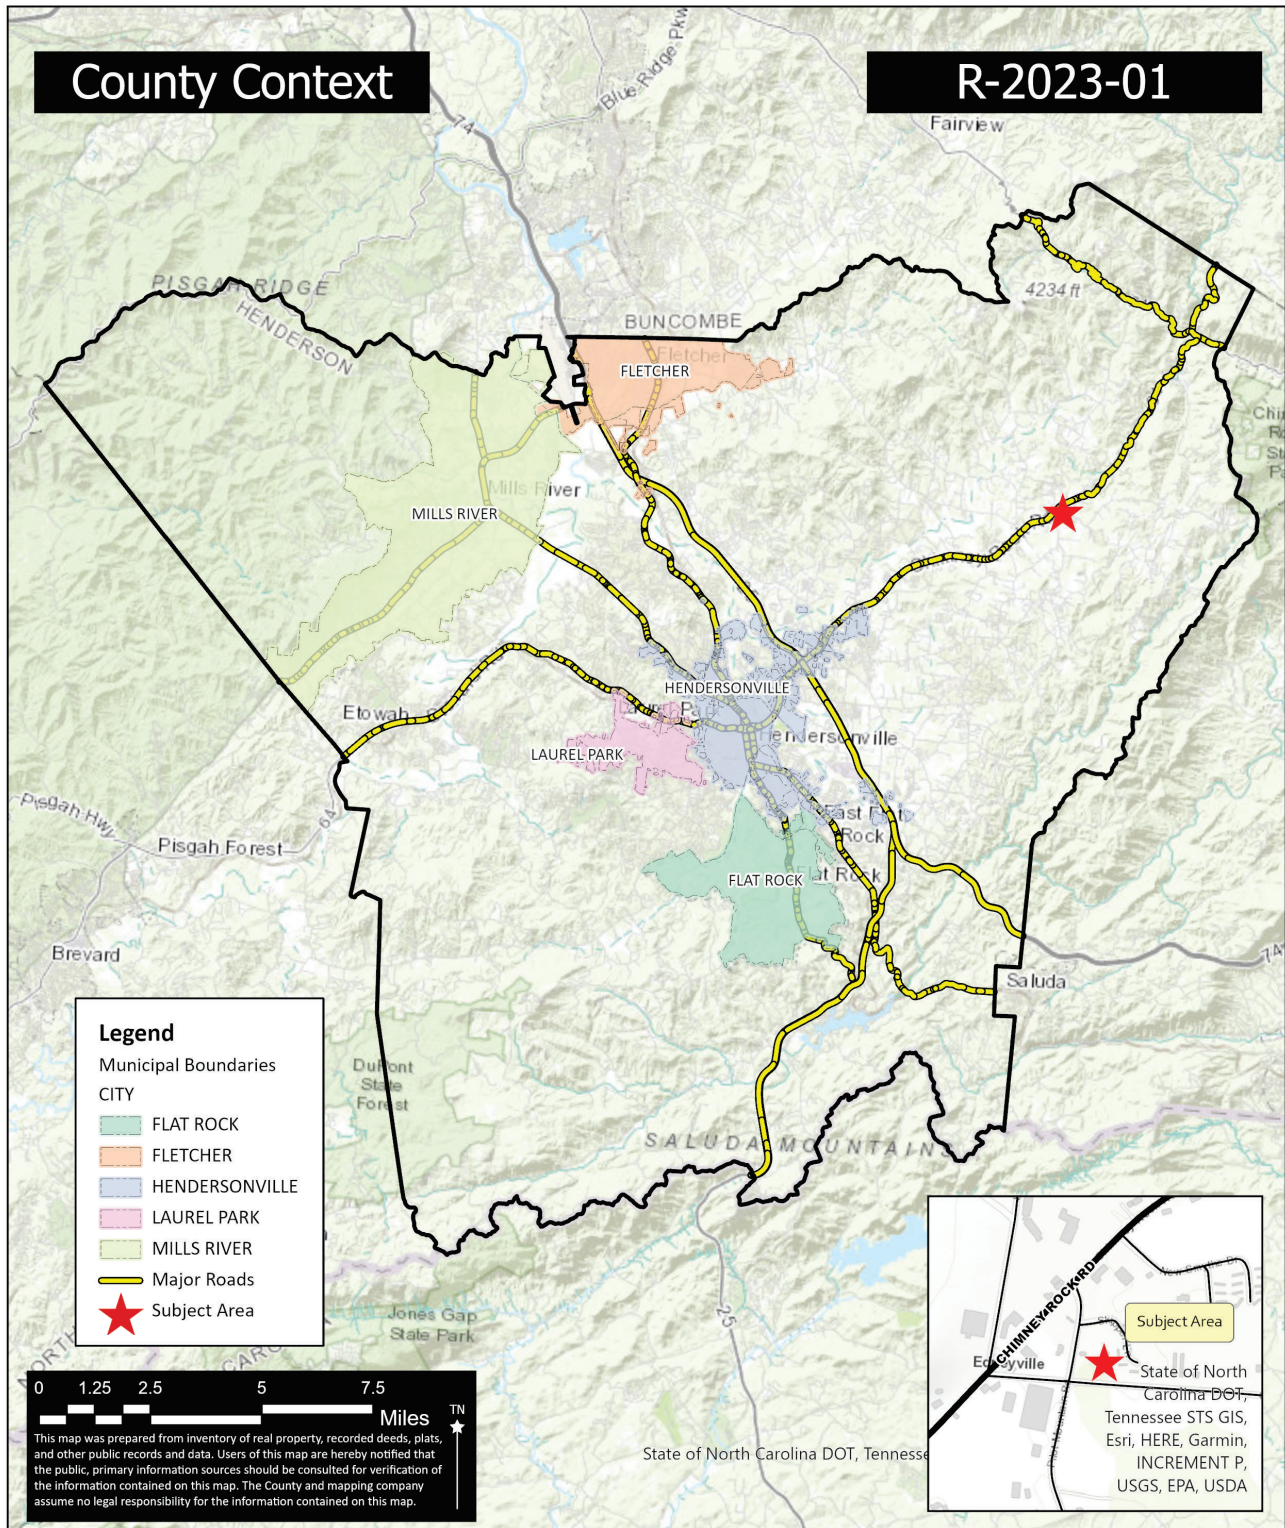 County Context
R-2023-01
Blue Ridge Pkwy
74
Fairview
PISGAH RIDGE
HENDERSON
4234 ft
BUNCOMBE
Fletcher
FLETCHER
Mills River
MILLS RIVER
HENDERSONVILLE
Hendersonville
Etowah
LAUREL PARK
East Flat
Rock
FLAT ROCK
Flat Rock
Pisgah Hwy
64
Pisgah Forest
Brevard
74
Saluda
DuPont
State
Forest
SALUDA MOUNTAINS
25
Jones Gap
State Park
Legend
Municipal Boundaries
CITY
FLAT ROCK
FLETCHER
HENDERSONVILLE
LAUREL PARK
MILLS RIVER
Major Roads
Subject Area
0 1.25 2.5 5 7.5
Miles
TN
This map was prepared from inventory of real property, recorded deeds, plats,
and other public records and data. Users of this map are hereby notified that
the public, primary information sources should be consulted for verification of
the information contained on this map. The County and mapping company
assume no legal responsibility for the information contained on this map.
State of North Carolina DOT, Tennesse
CHIMNEY ROCK RD
Subject Area
State of North
Carolina DOT,
Tennessee STS GIS,
Esri, HERE, Garmin,
INCREMENT P,
USGS, EPA, USDA